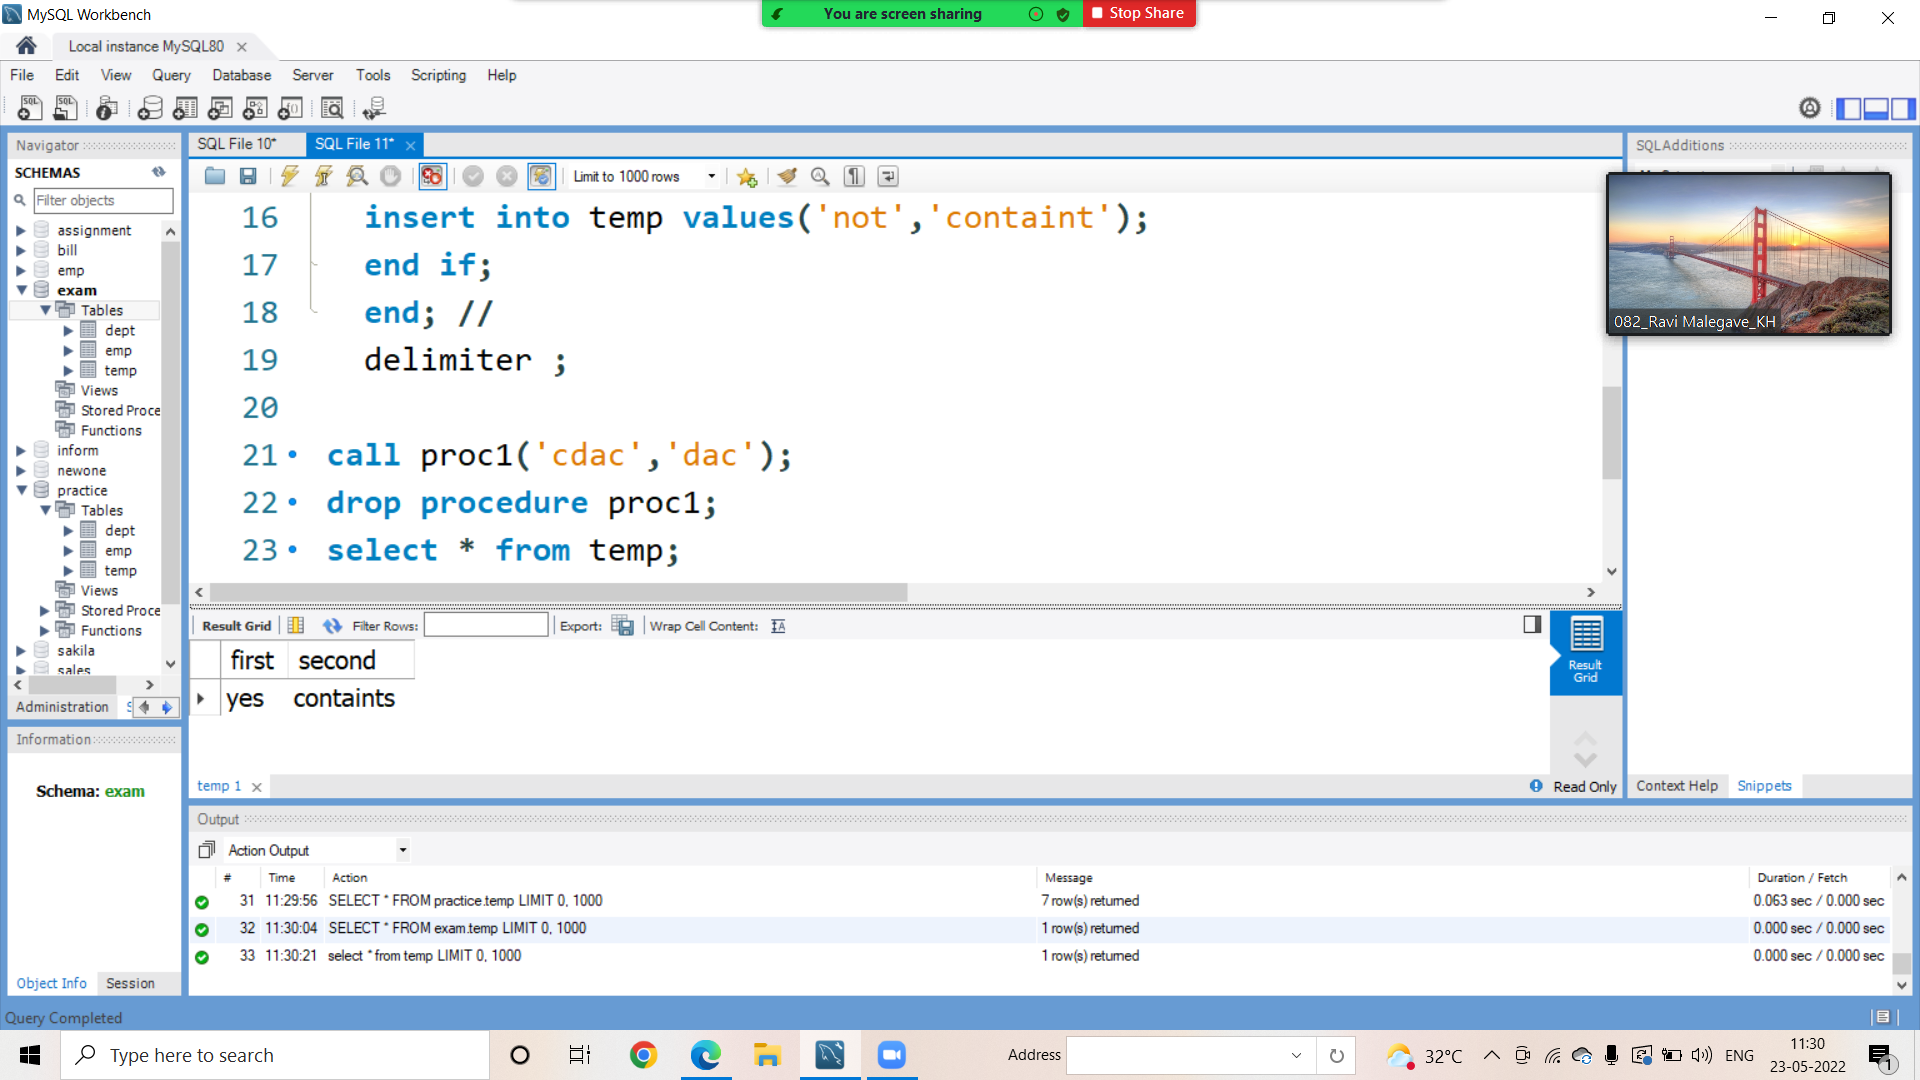 MySQL Workbench
You are screen sharing
Stop Share
Local instance MySQL80
File Edit View Query Database Server Tools Scripting Help
Navigator
SCHEMAS
Filter objects
assignment
bill
emp
exam
Tables
dept
emp
temp
Views
Stored Proce
Functions
inform
newone
practice
Tables
dept
emp
temp
Views
Stored Proce
Functions
sakila
sales
Administration
Information
Schema: exam
Object Info Session
SQL File 10* SQL File 11*
Limit to 1000 rows
16 insert into temp values('not','containt');
17 end if;
18 end; //
19 delimiter ;
20
21 call proc1('cdac','dac');
22 drop procedure proc1;
23 select * from temp;
Result Grid Filter Rows: Export: Wrap Cell Content:
first second
yes containts
Result
Grid
temp 1
Read Only
SQLAdditions
082_Ravi Malegave_KH
Context Help Snippets
Output
Action Output
# Time Action Message Duration / Fetch
31 11:29:56 SELECT * FROM practice.temp LIMIT 0, 1000 7 row(s) returned 0.063 sec / 0.000 sec
32 11:30:04 SELECT * FROM exam.temp LIMIT 0, 1000 1 row(s) returned 0.000 sec / 0.000 sec
33 11:30:21 select * from temp LIMIT 0, 1000 1 row(s) returned 0.000 sec / 0.000 sec
Query Completed
Type here to search
Address
32°C
ENG
11:30
23-05-2022
1